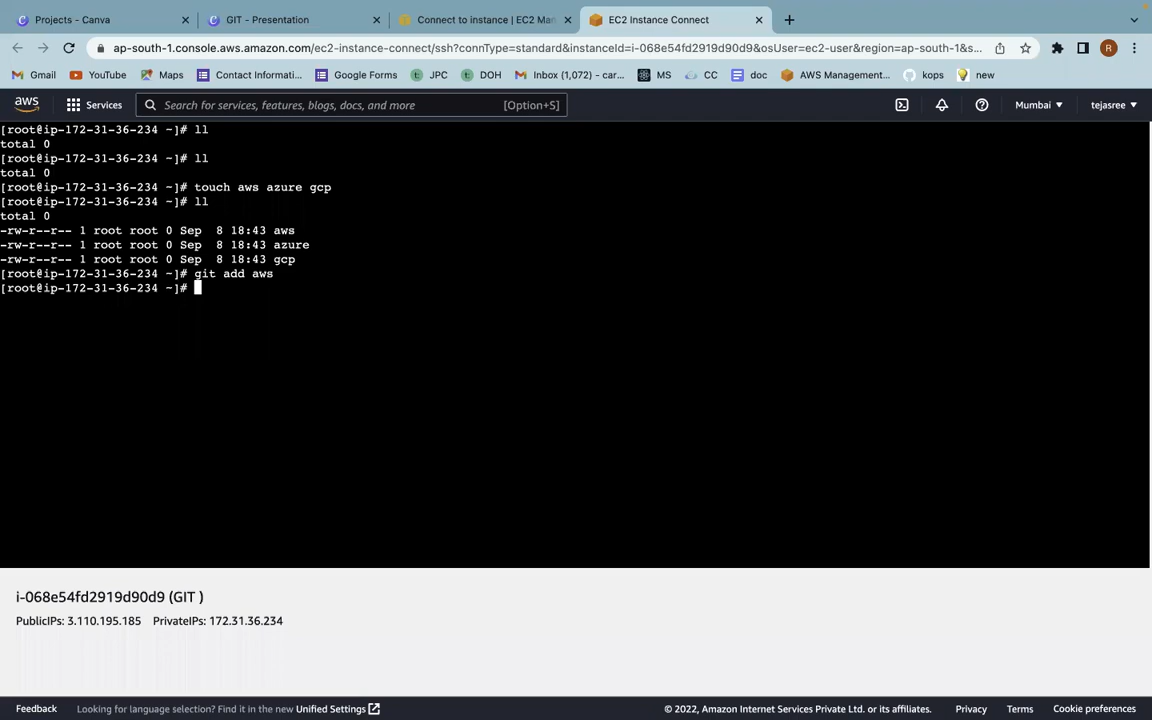 Projects - Canva
GIT - Presentation
Connect to instance | EC2 Man
EC2 Instance Connect
ap-south-1.console.aws.amazon.com/ec2-instance-connect/ssh?connType=standard&instanceId=i-068e54fd2919d90d9&osUser=ec2-user&region=ap-south-1&s...
R
Gmail YouTube Maps Contact Informati... Google Forms JPC DOH Inbox (1,072) - car... MS CC doc AWS Management... kops new
aws Services Search for services, features, blogs, docs, and more [Option+S] Mumbai tejasree
[root@ip-172-31-36-234 ~]# ll
total 0
[root@ip-172-31-36-234 ~]# ll
total 0
[root@ip-172-31-36-234 ~]# touch aws azure gcp
[root@ip-172-31-36-234 ~]# ll
total 0
-rw-r--r-- 1 root root 0 Sep  8 18:43 aws
-rw-r--r-- 1 root root 0 Sep  8 18:43 azure
-rw-r--r-- 1 root root 0 Sep  8 18:43 gcp
[root@ip-172-31-36-234 ~]# git add aws
[root@ip-172-31-36-234 ~]#
i-068e54fd2919d90d9 (GIT )
PublicIPs: 3.110.195.185 PrivateIPs: 172.31.36.234
Feedback Looking for language selection? Find it in the new Unified Settings © 2022, Amazon Internet Services Private Ltd. or its affiliates. Privacy Terms Cookie preferences